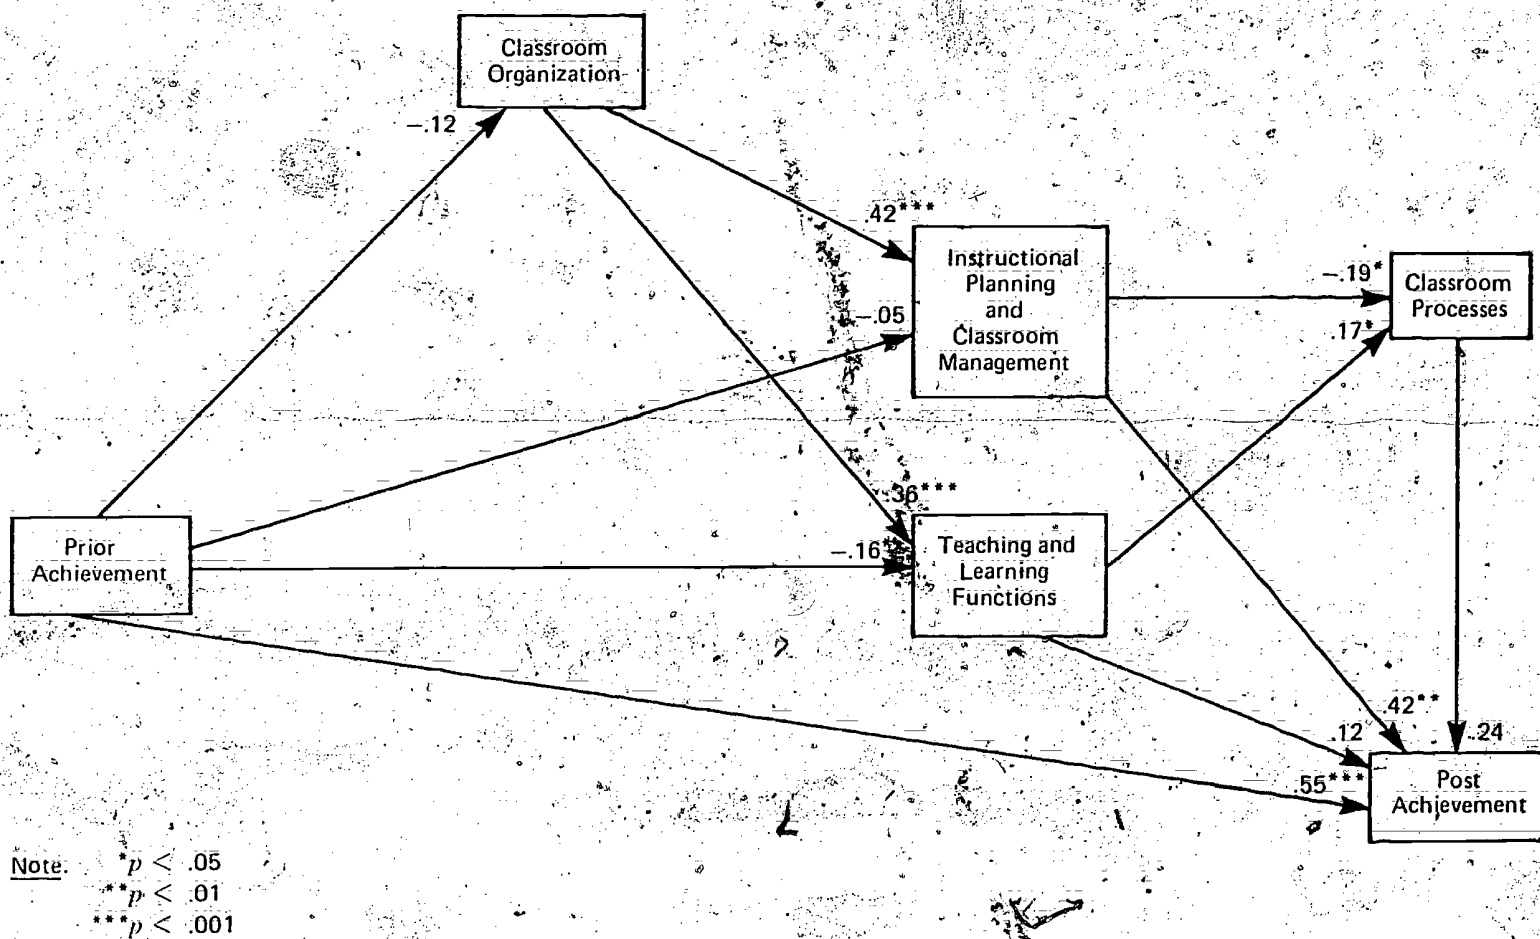 Classroom
Organization
–.12
.42***
Instructional
Planning
and
Classroom
Management
–.19*
Classroom
Processes
.17*
–.05
.36***
–.16*
Teaching and
Learning
Functions
Prior
Achievement
.42**
.12
.24
.55***
Post
Achievement
Note. *p < .05
**p < .01
***p < .001